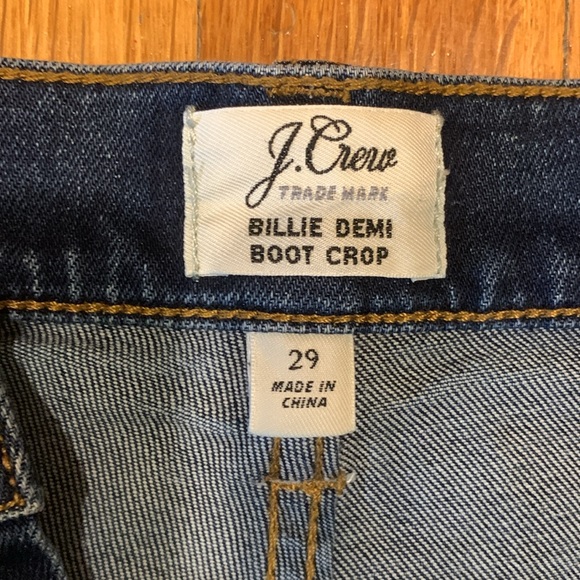 J.Crew
TRADE MARK
BILLIE DEMI
BOOT CROP
29
MADE IN
CHINA